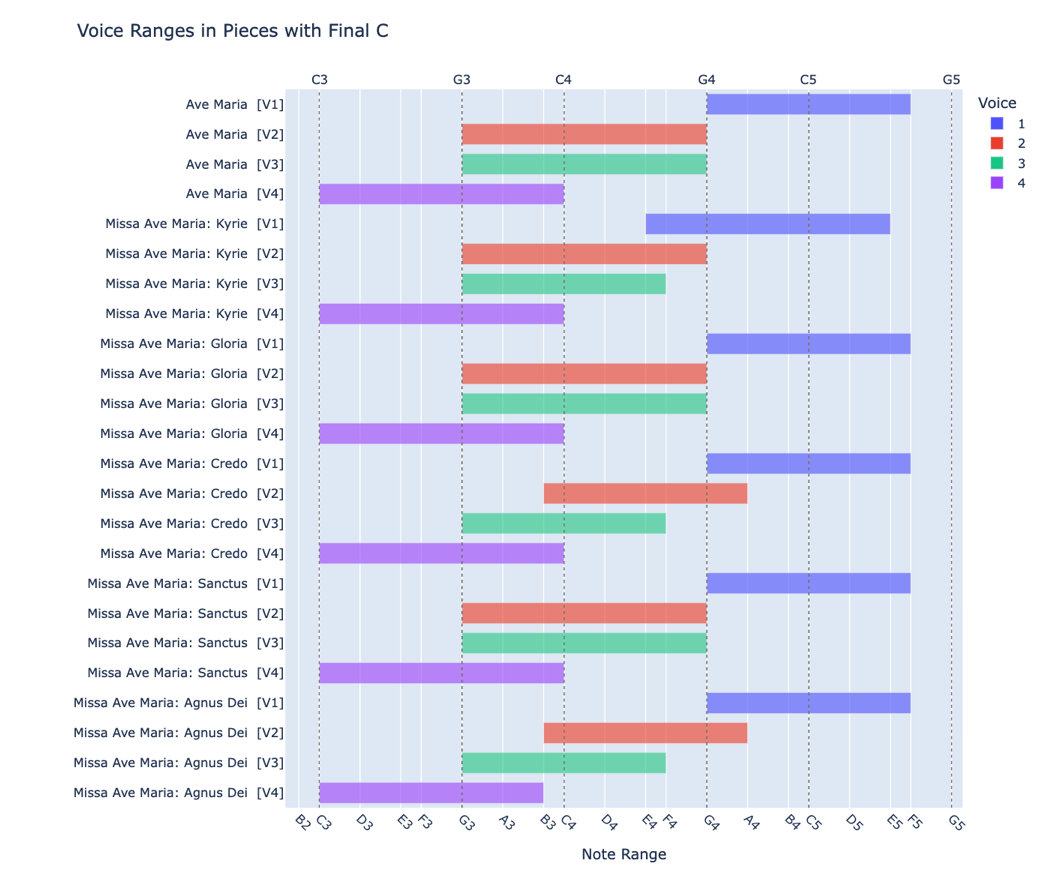 Voice Ranges in Pieces with Final C
C3 G3 C4 G4 C5 G5
Voice
1
2
3
4
Ave Maria [V1]
Ave Maria [V2]
Ave Maria [V3]
Ave Maria [V4]
Missa Ave Maria: Kyrie [V1]
Missa Ave Maria: Kyrie [V2]
Missa Ave Maria: Kyrie [V3]
Missa Ave Maria: Kyrie [V4]
Missa Ave Maria: Gloria [V1]
Missa Ave Maria: Gloria [V2]
Missa Ave Maria: Gloria [V3]
Missa Ave Maria: Gloria [V4]
Missa Ave Maria: Credo [V1]
Missa Ave Maria: Credo [V2]
Missa Ave Maria: Credo [V3]
Missa Ave Maria: Credo [V4]
Missa Ave Maria: Sanctus [V1]
Missa Ave Maria: Sanctus [V2]
Missa Ave Maria: Sanctus [V3]
Missa Ave Maria: Sanctus [V4]
Missa Ave Maria: Agnus Dei [V1]
Missa Ave Maria: Agnus Dei [V2]
Missa Ave Maria: Agnus Dei [V3]
Missa Ave Maria: Agnus Dei [V4]
B2 C3 D3 E3 F3 G3 A3 B3 C4 D4 E4 F4 G4 A4 B4 C5 D5 E5 F5 G5
Note Range